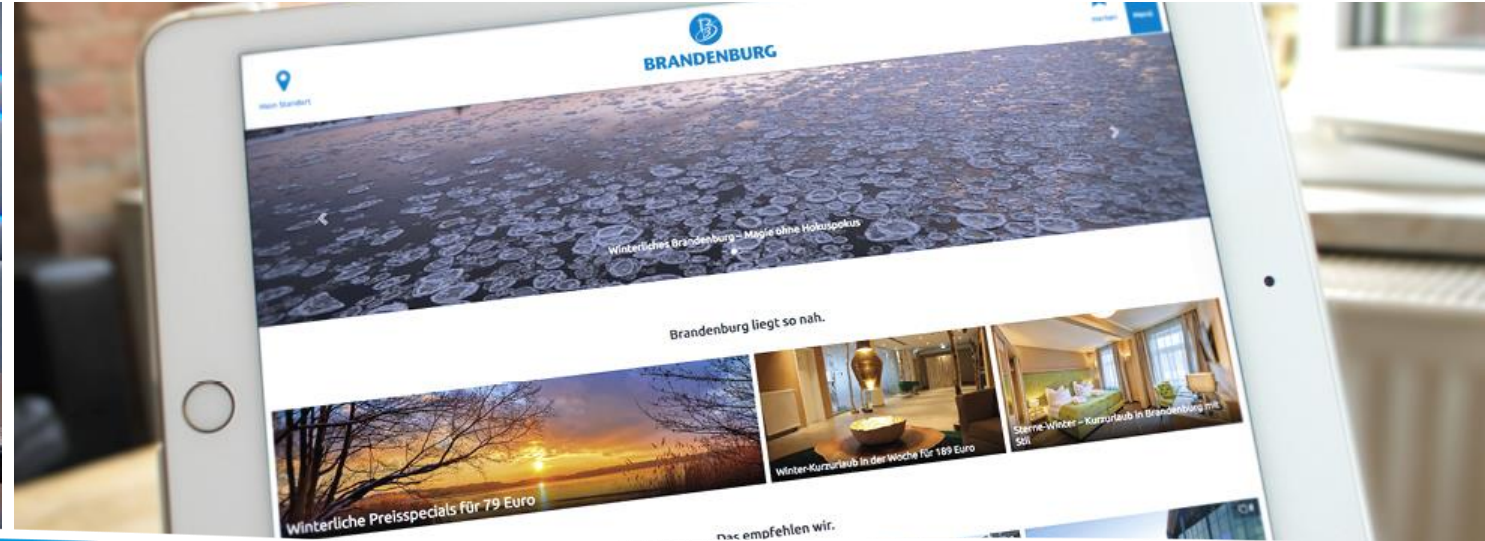 BRANDENBURG
Mein Standort
Merken
Menü
Winterliches Brandenburg – Magie ohne Hokuspokus
Brandenburg liegt so nah.
Winterliche Preisspecials für 79 Euro
Winter-Kurzurlaub in der Woche für 189 Euro
Sterne-Winter – Kurzurlaub in Brandenburg mit
Stil
Das empfehlen wir.